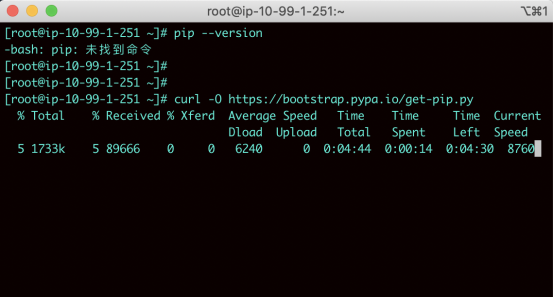 root@ip-10-99-1-251:~ ⌥⌘1
[root@ip-10-99-1-251 ~]# pip --version
-bash: pip: 未找到命令
[root@ip-10-99-1-251 ~]#
[root@ip-10-99-1-251 ~]#
[root@ip-10-99-1-251 ~]# curl -O https://bootstrap.pypa.io/get-pip.py
% Total % Received % Xferd Average Speed Time Time Time Current
Dload Upload Total Spent Left Speed
5 1733k 5 89666 0 0 6240 0 0:04:44 0:00:14 0:04:30 8760